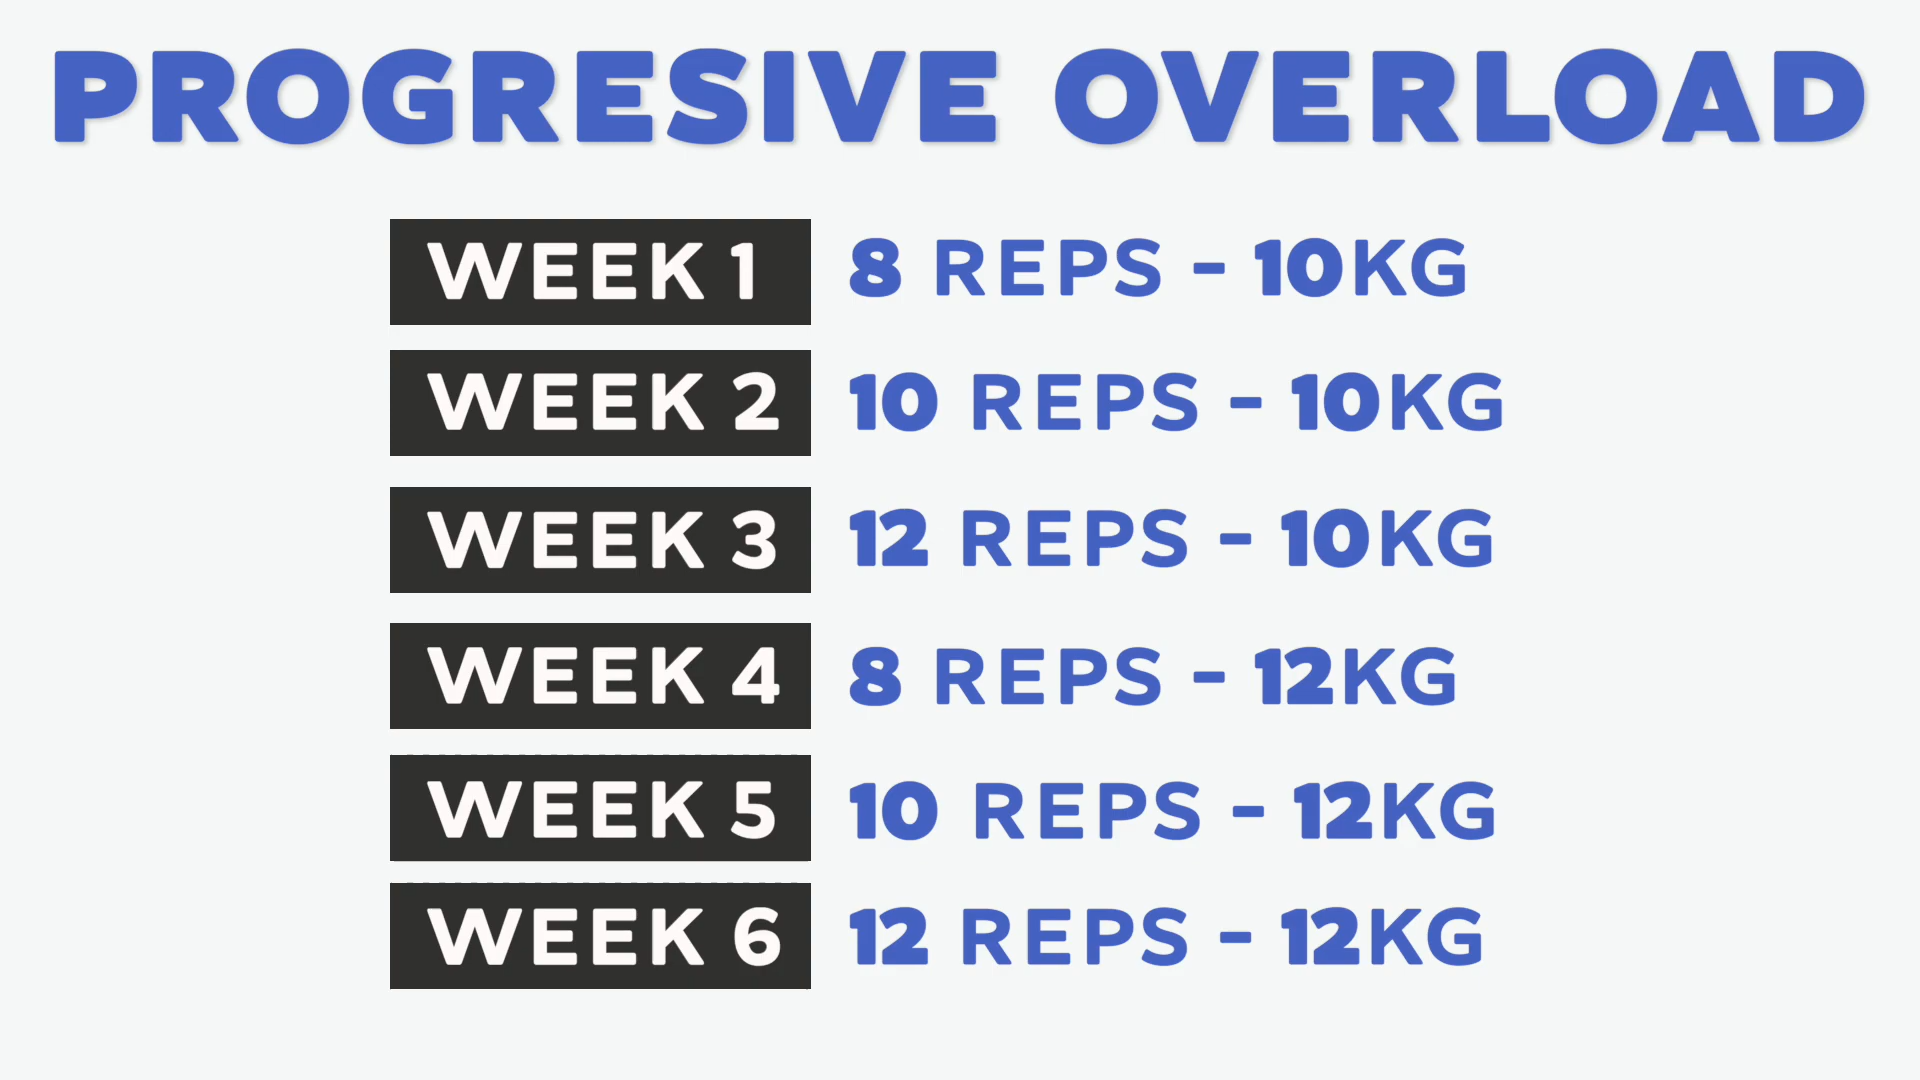 PROGRESIVE OVERLOAD
WEEK 1 8 REPS - 10KG
WEEK 2 10 REPS - 10KG
WEEK 3 12 REPS - 10KG
WEEK 4 8 REPS - 12KG
WEEK 5 10 REPS - 12KG
WEEK 6 12 REPS - 12KG